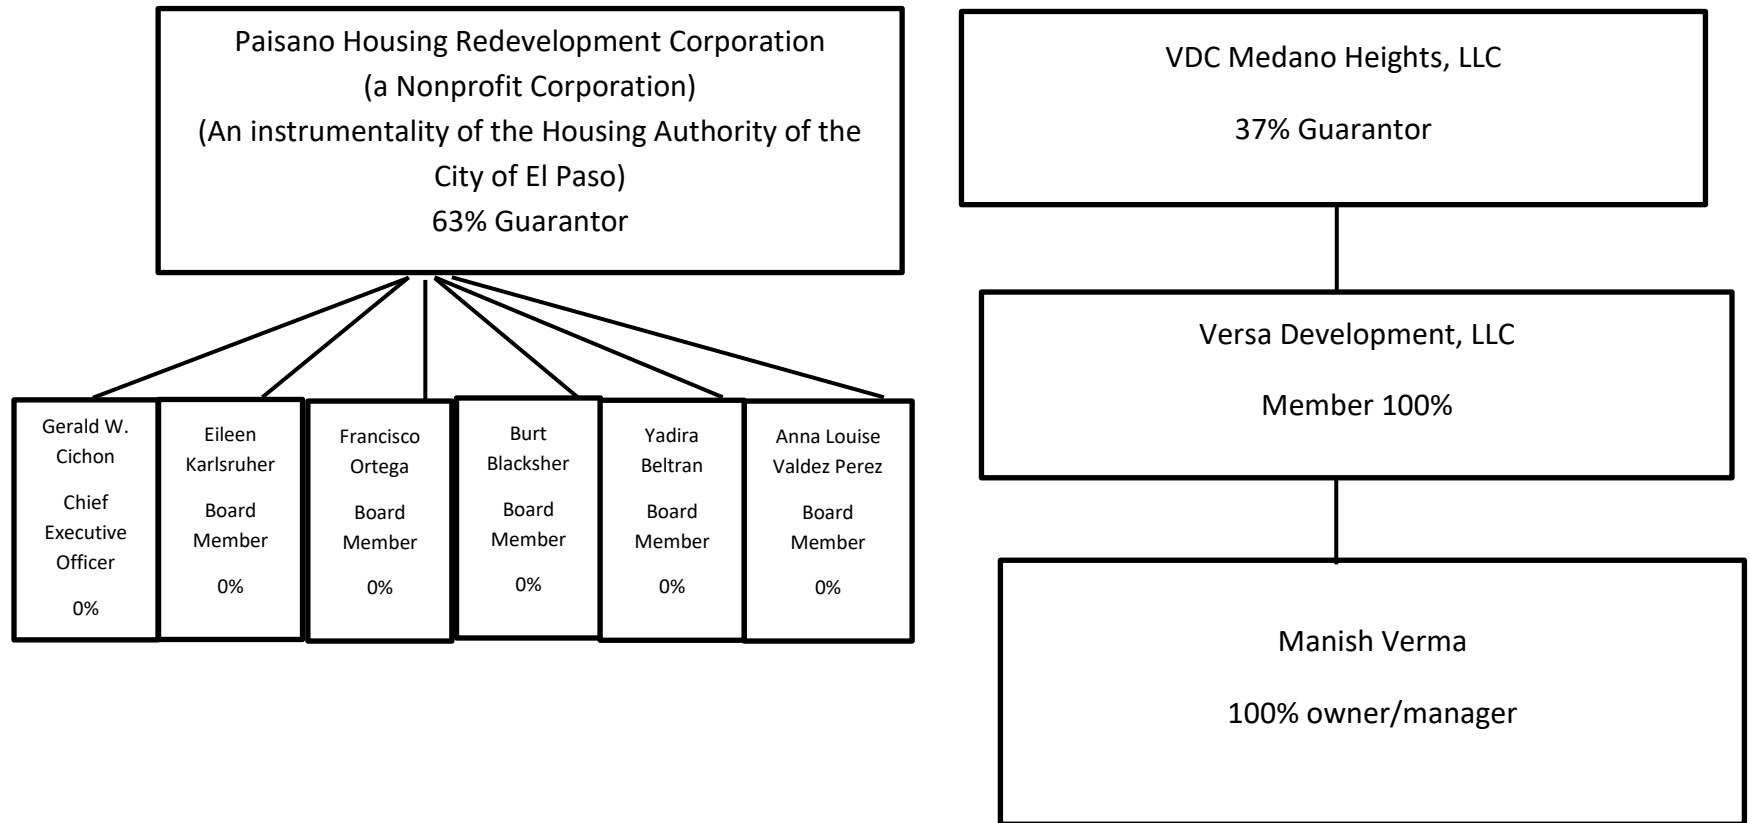 Paisano Housing Redevelopment Corporation
(a Nonprofit Corporation)
(An instrumentality of the Housing Authority of the
City of El Paso)
63% Guarantor
Gerald W.
Cichon
Chief
Executive
Officer
0%
Eileen
Karlsruher
Board
Member
0%
Francisco
Ortega
Board
Member
0%
Burt
Blacksher
Board
Member
0%
Yadira
Beltran
Board
Member
0%
Anna Louise
Valdez Perez
Board
Member
0%
VDC Medano Heights, LLC
37% Guarantor
Versa Development, LLC
Member 100%
Manish Verma
100% owner/manager